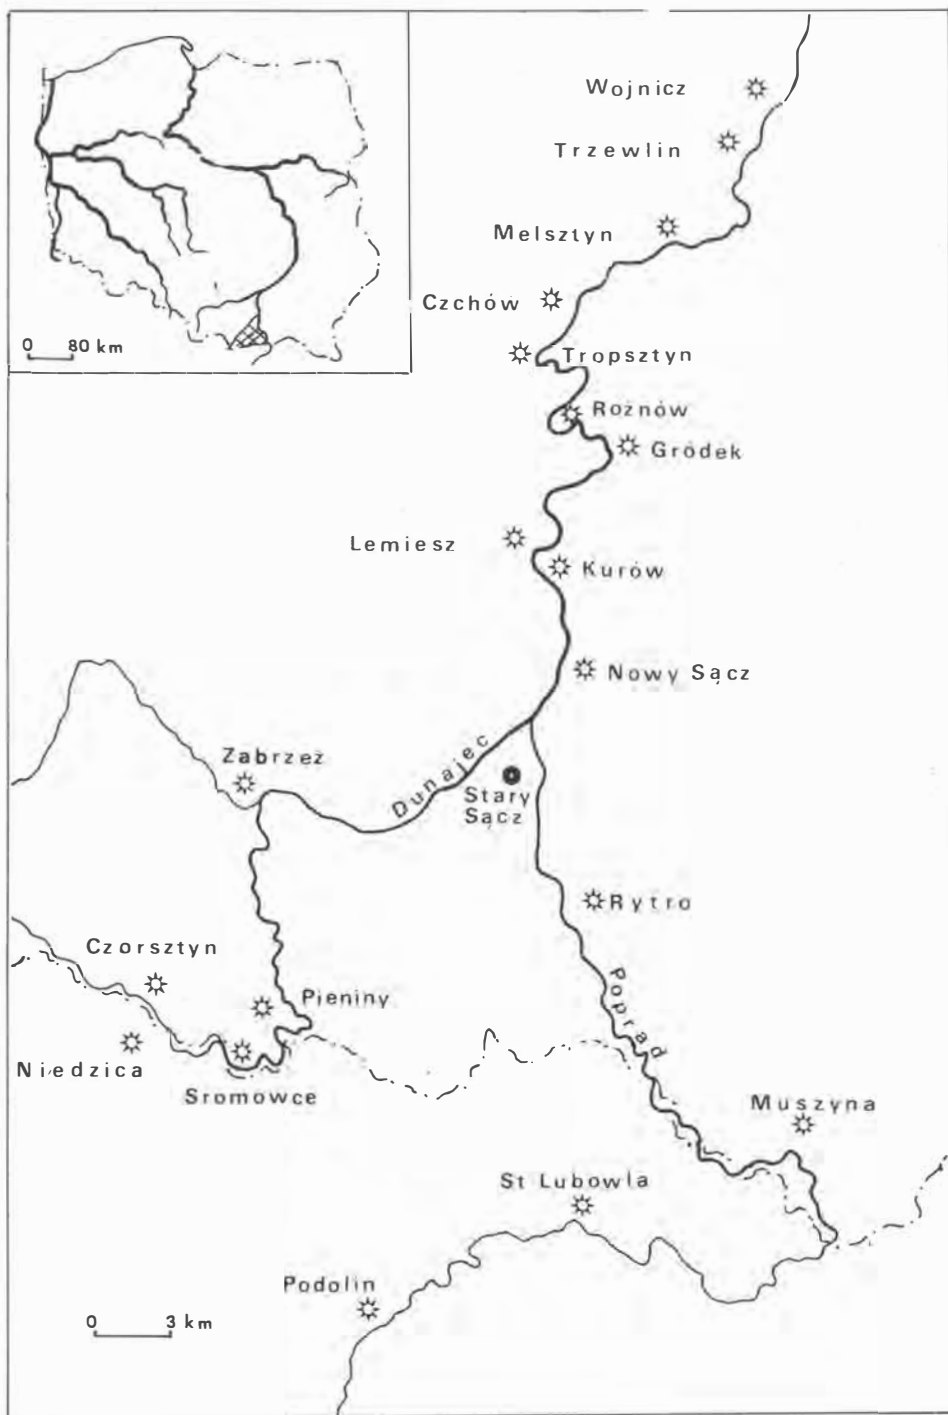 Wojnicz
Trzewlin
Melsztyn
Czchów
0 80 km
Tropsztyn
Rożnów
Gródek
Lemiesz
Kurów
Nowy Sącz
Zabrzeż
Dunajec
Stary
Sącz
Rytro
Czorsztyn
Pieniny
Poprad
Niedzica
Sromowce
Muszyna
St Lubowla
Podolin
0 3 km